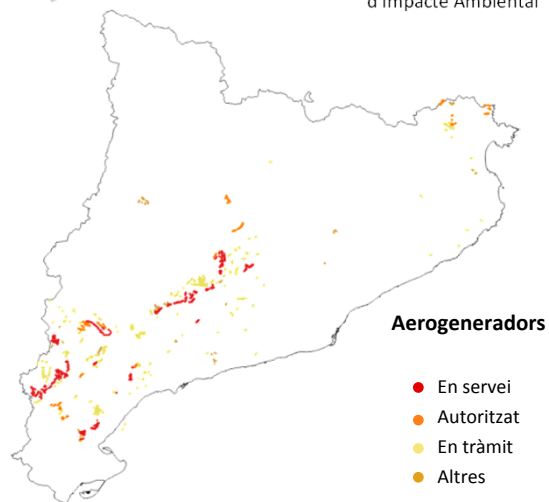 d'Impacte Ambiental
Aerogeneradors
En servei
Autoritzat
En tràmit
Altres